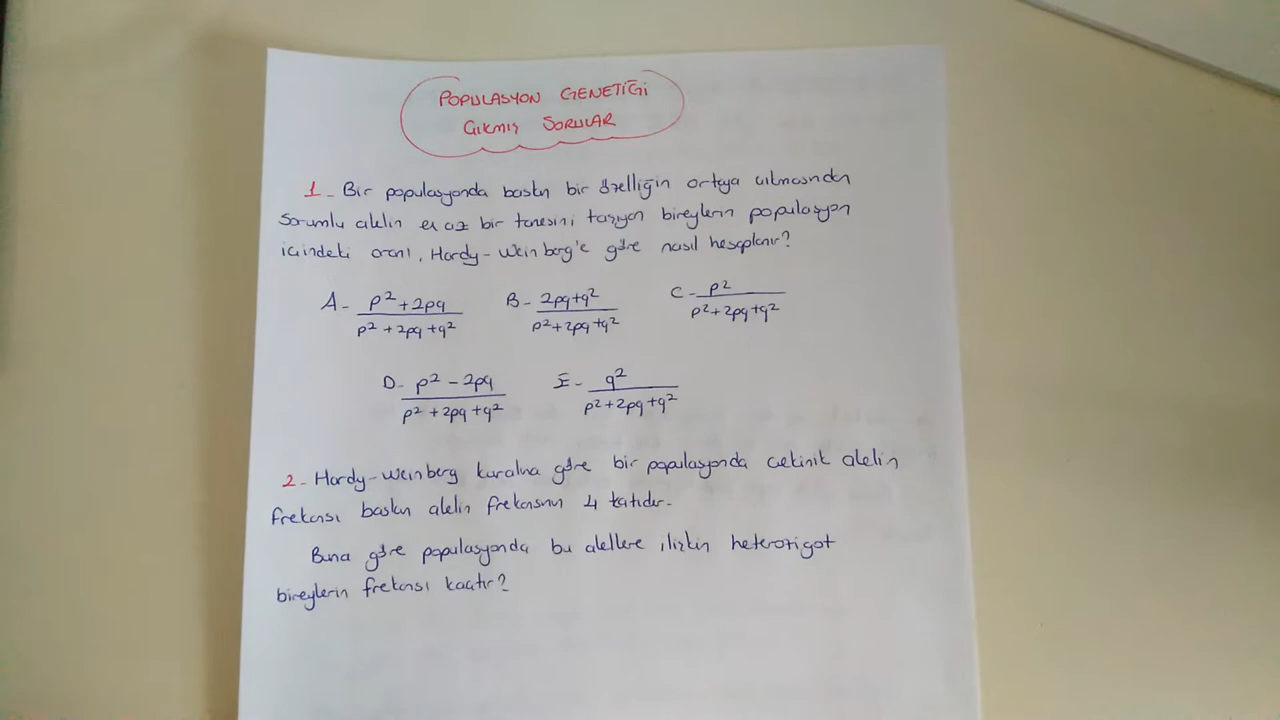 POPULASYON GENETİĞİ
ÇIKMIŞ SORULAR
1- Bir populasyonda baskın bir özelliğin ortaya çıkmasından
sorumlu alelin en az bir tanesini taşıyan bireylerin populasyon
içindeki oranı, Hardy-Weinberg'e göre nasıl hesaplanır?
A- p²+2pq / p²+2pq+q² B- 2pq+q² / p²+2pq+q² C- p² / p²+2pq+q²
D- p²-2pq / p²+2pq+q² E- q² / p²+2pq+q²
2- Hardy-Weinberg kuralına göre bir populasyonda çekinik alelin
frekansı baskın alelin frekansının 4 katıdır.
Buna göre populasyonda bu alellere ilişkin heterozigot
bireylerin frekansı kaçtır?